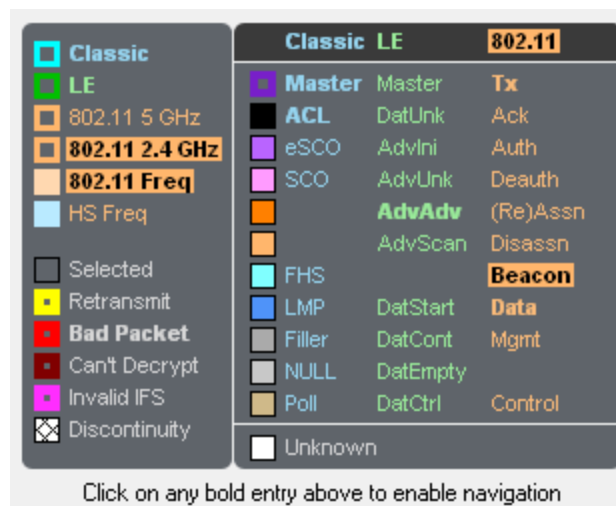 Classic
LE
802.11 5 GHz
802.11 2.4 GHz
802.11 Freq
HS Freq
Selected
Retransmit
Bad Packet
Can't Decrypt
Invalid IFS
Discontinuity
Classic LE 802.11
Master Master Tx
ACL DatUnk Ack
eSCO AdvIni Auth
SCO AdvUnk Deauth
AdvAdv (Re)Assn
AdvScan Disassn
FHS Beacon
LMP DatStart Data
Filler DatCont Mgmt
NULL DatEmpty
Poll DatCtrl Control
Unknown
Click on any bold entry above to enable navigation